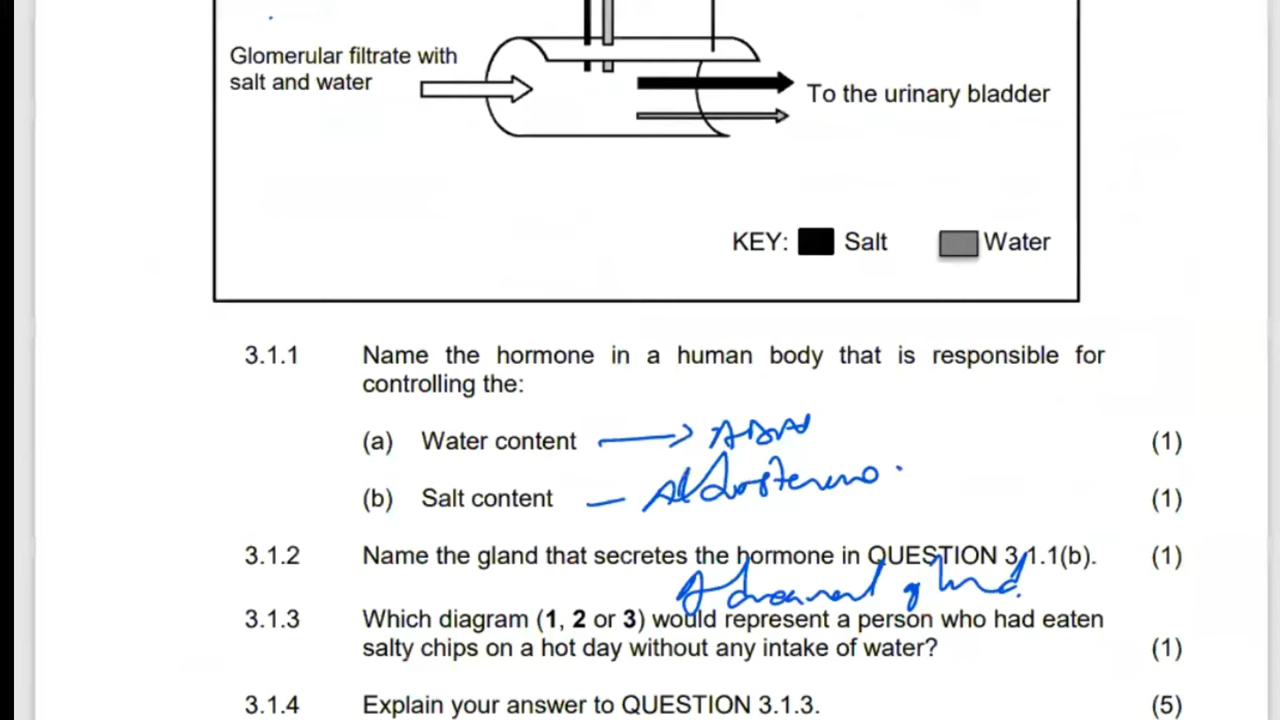 Glomerular filtrate with
salt and water
To the urinary bladder
KEY: Salt Water
3.1.1 Name the hormone in a human body that is responsible for
controlling the:
(a) Water content → ADH (1)
(b) Salt content – Aldosterone. (1)
3.1.2 Name the gland that secretes the hormone in QUESTION 3.1.1(b). (1)
Adrenal gland.
3.1.3 Which diagram (1, 2 or 3) would represent a person who had eaten
salty chips on a hot day without any intake of water? (1)
3.1.4 Explain your answer to QUESTION 3.1.3. (5)